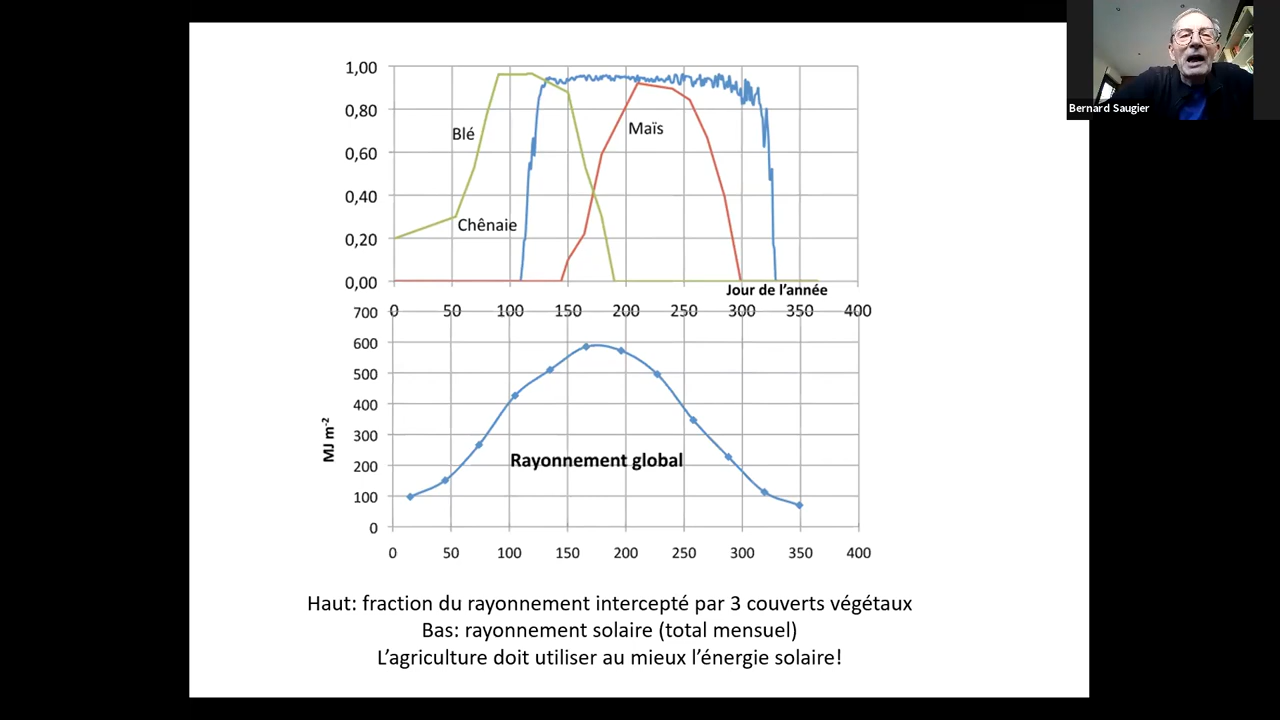 Bernard Saugier
1,00
0,80
0,60
0,40
0,20
0,00
Blé
Chênaie
Maïs
Jour de l’année
0 50 100 150 200 250 300 350 400
700
600
500
400
300
200
100
0
MJ m-2
Rayonnement global
0 50 100 150 200 250 300 350 400
Haut: fraction du rayonnement intercepté par 3 couverts végétaux
Bas: rayonnement solaire (total mensuel)
L’agriculture doit utiliser au mieux l’énergie solaire!